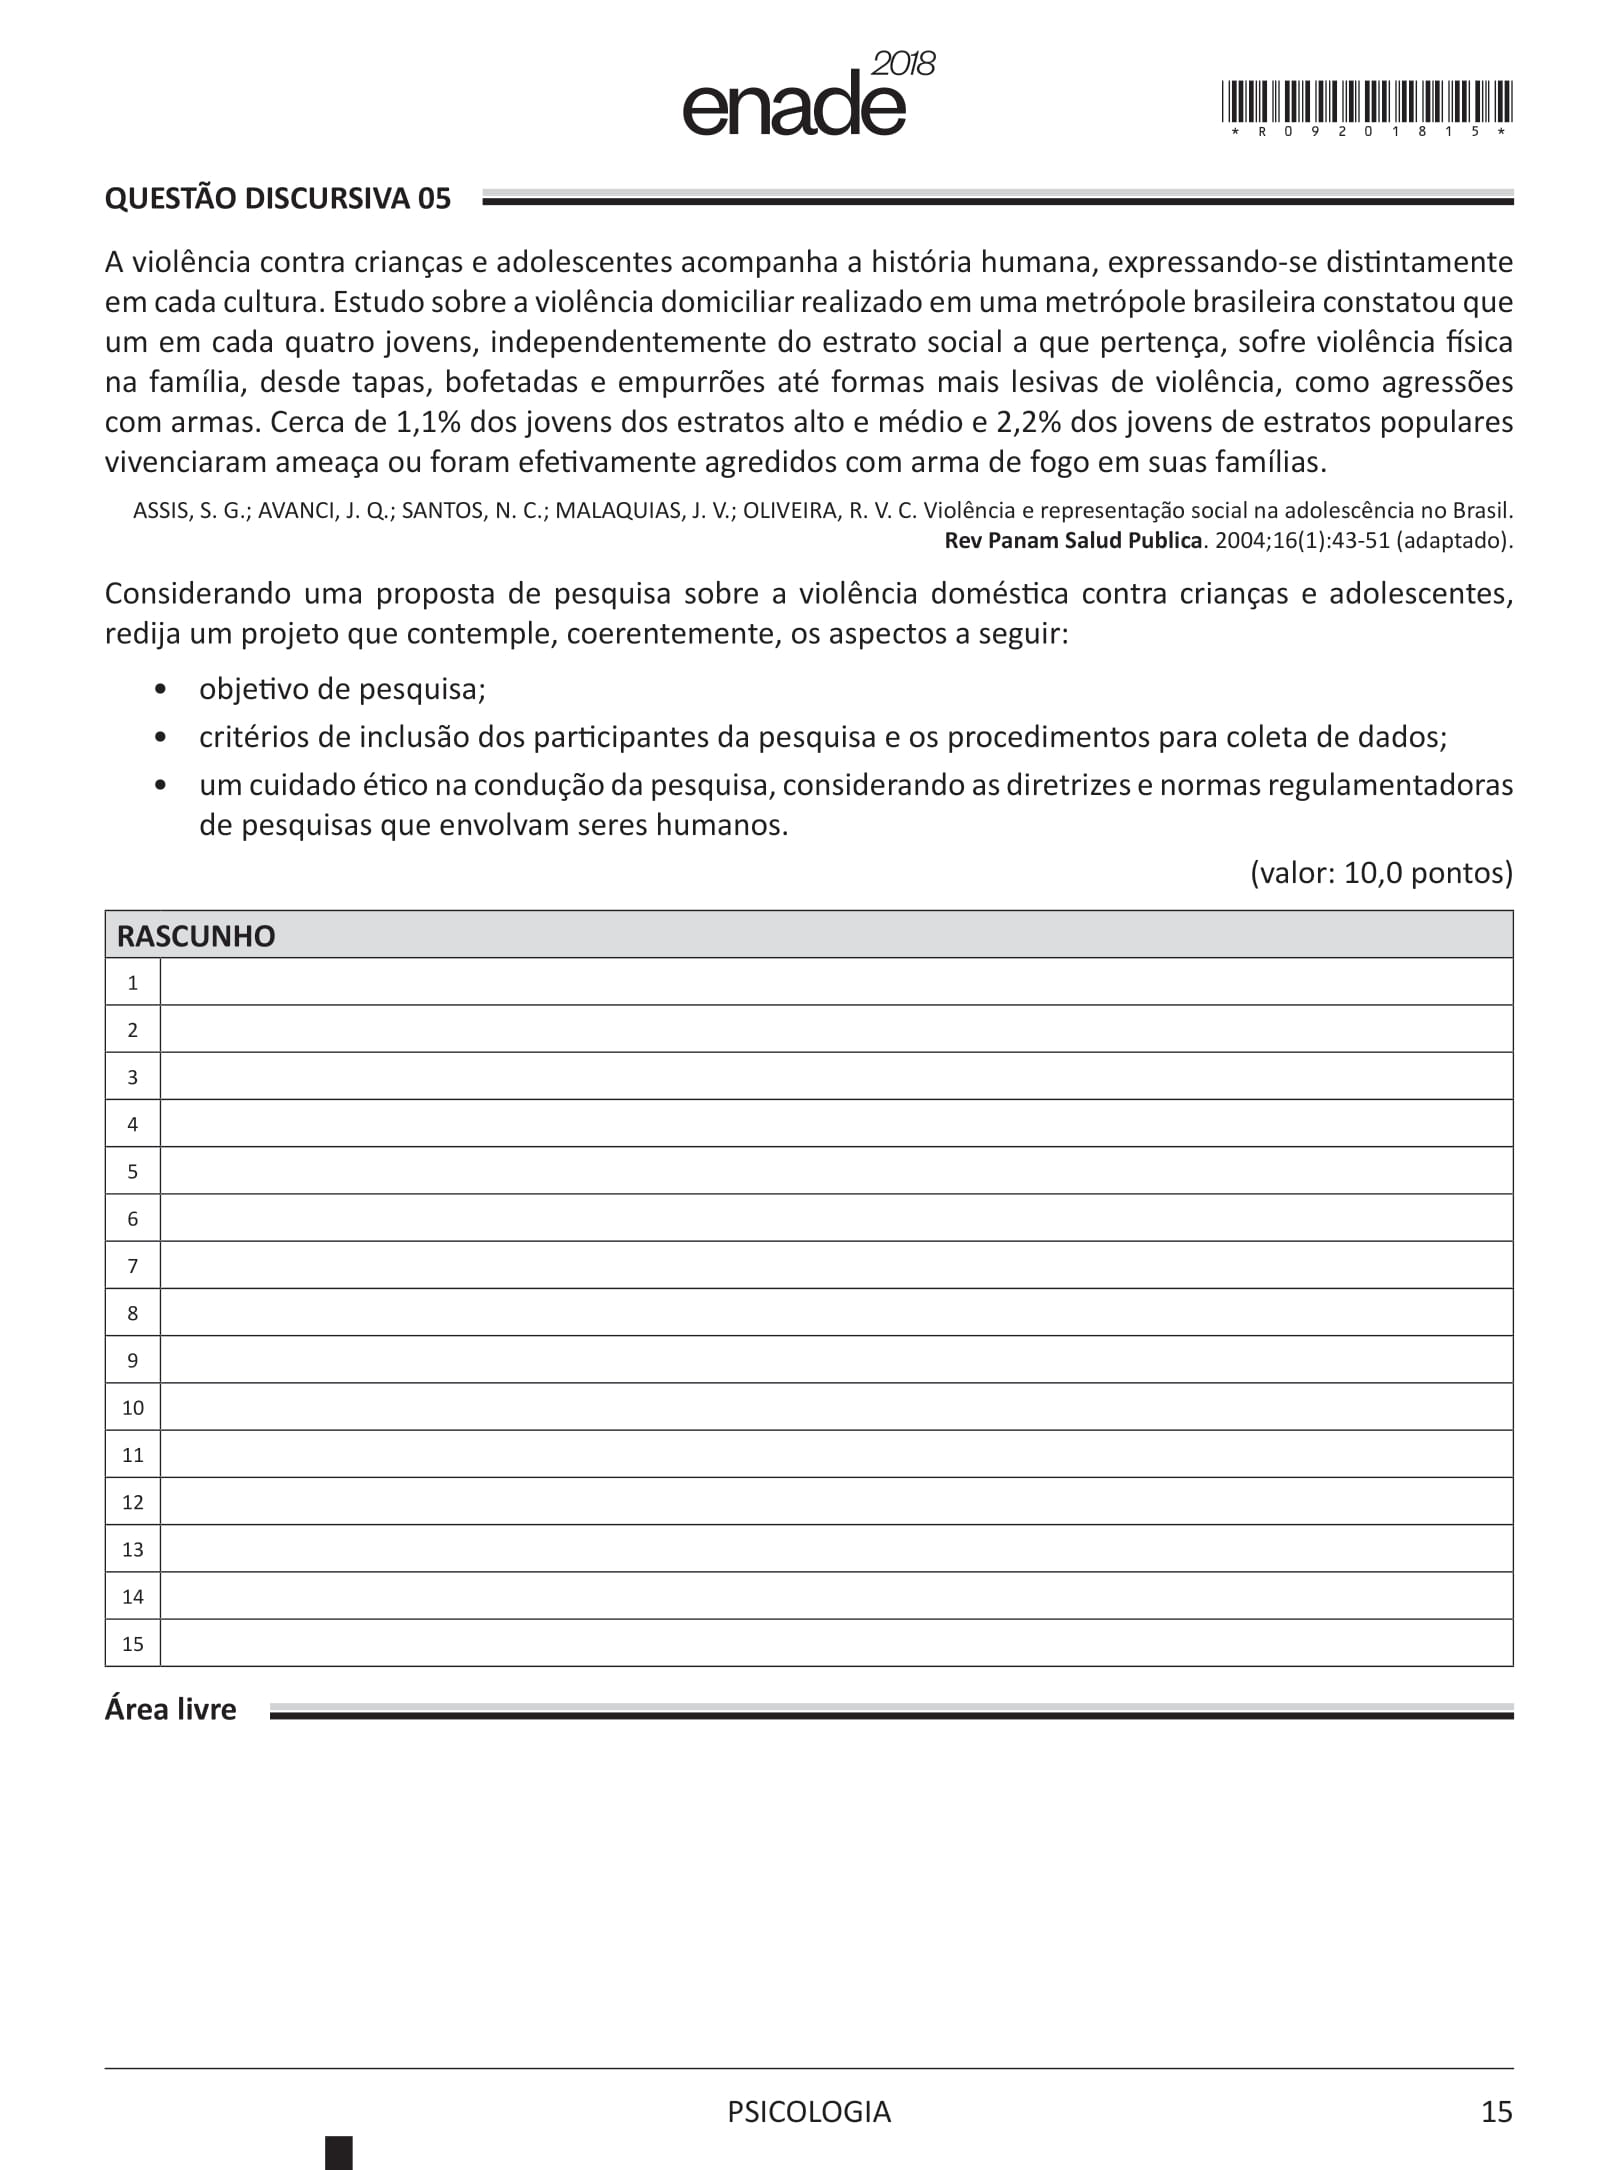 enade2018
*R09201815*
QUESTÃO DISCURSIVA 05
A violência contra crianças e adolescentes acompanha a história humana, expressando-se distintamente
em cada cultura. Estudo sobre a violência domiciliar realizado em uma metrópole brasileira constatou que
um em cada quatro jovens, independentemente do estrato social a que pertença, sofre violência física
na família, desde tapas, bofetadas e empurrões até formas mais lesivas de violência, como agressões
com armas. Cerca de 1,1% dos jovens dos estratos alto e médio e 2,2% dos jovens de estratos populares
vivenciaram ameaça ou foram efetivamente agredidos com arma de fogo em suas famílias.
ASSIS, S. G.; AVANCI, J. Q.; SANTOS, N. C.; MALAQUIAS, J. V.; OLIVEIRA, R. V. C. Violência e representação social na adolescência no Brasil.
Rev Panam Salud Publica. 2004;16(1):43-51 (adaptado).
Considerando uma proposta de pesquisa sobre a violência doméstica contra crianças e adolescentes,
redija um projeto que contemple, coerentemente, os aspectos a seguir:
• objetivo de pesquisa;
• critérios de inclusão dos participantes da pesquisa e os procedimentos para coleta de dados;
• um cuidado ético na condução da pesquisa, considerando as diretrizes e normas regulamentadoras
de pesquisas que envolvam seres humanos.
(valor: 10,0 pontos)
RASCUNHO
1
2
3
4
5
6
7
8
9
10
11
12
13
14
15
Área livre
PSICOLOGIA
15